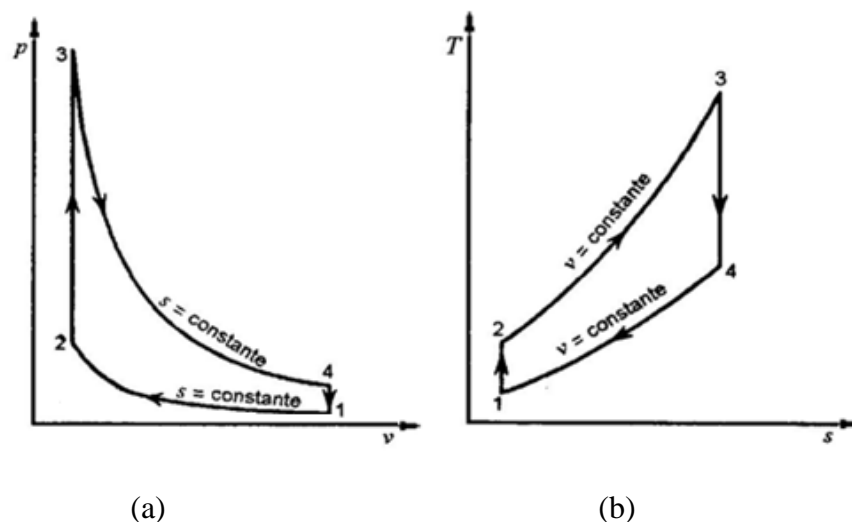 p
3
s = constante
2
4
s = constante
1
v
T
3
v = constante
2
4
v = constante
1
s
(a)
(b)